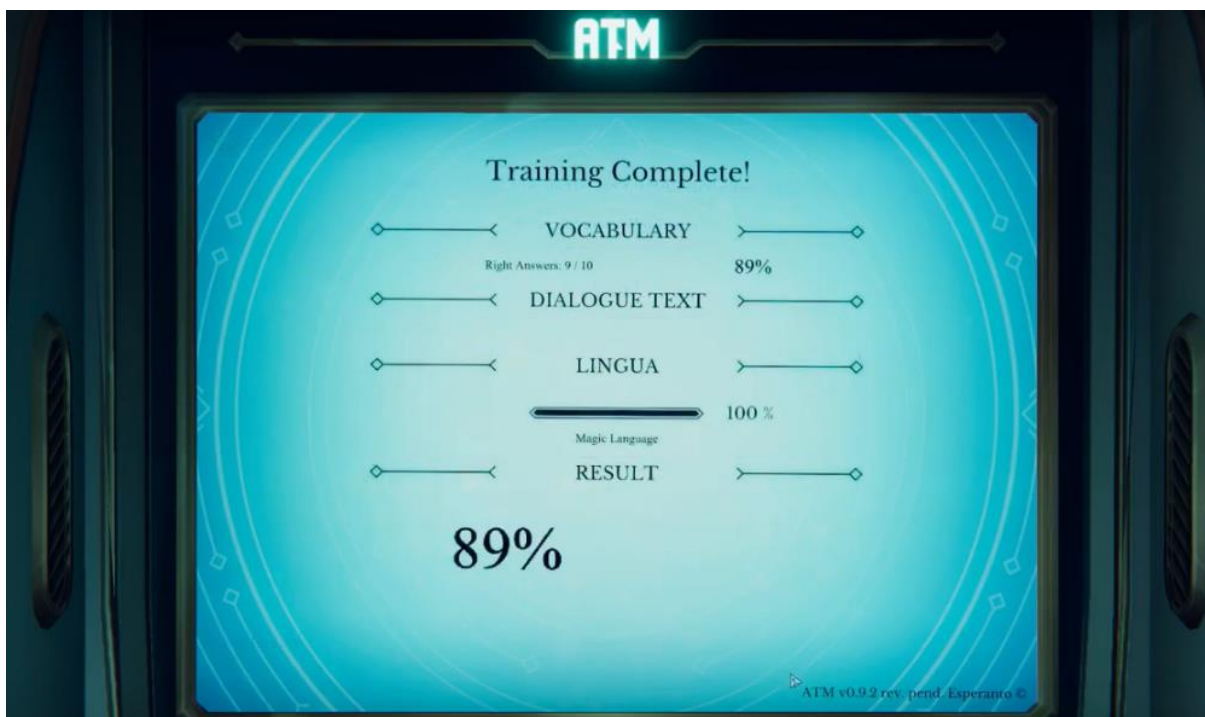 ATM
Training Complete!
VOCABULARY
Right Answers: 9 / 10 89%
DIALOGUE TEXT
LINGUA
100 %
Magic Language
RESULT
89%
ATM v0.9.2 rev. pend. Esperanto ©